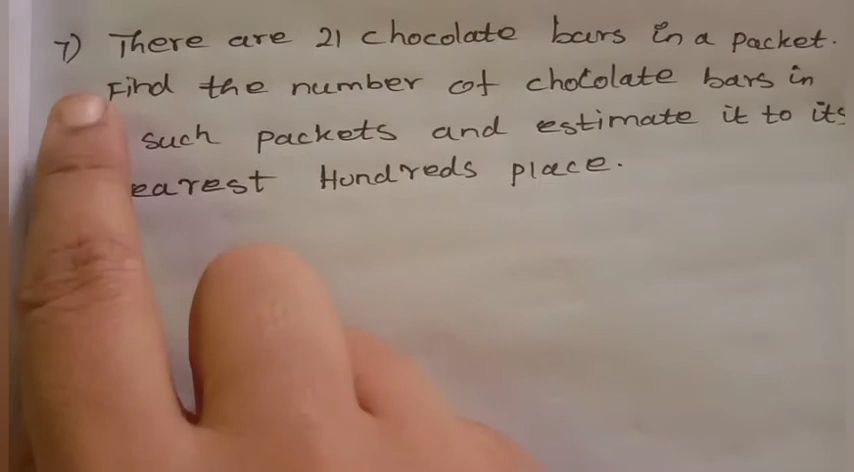 7) There are 21 chocolate bars in a packet.
Find the number of chocolate bars in
such packets and estimate it to its
earest Hundreds place.